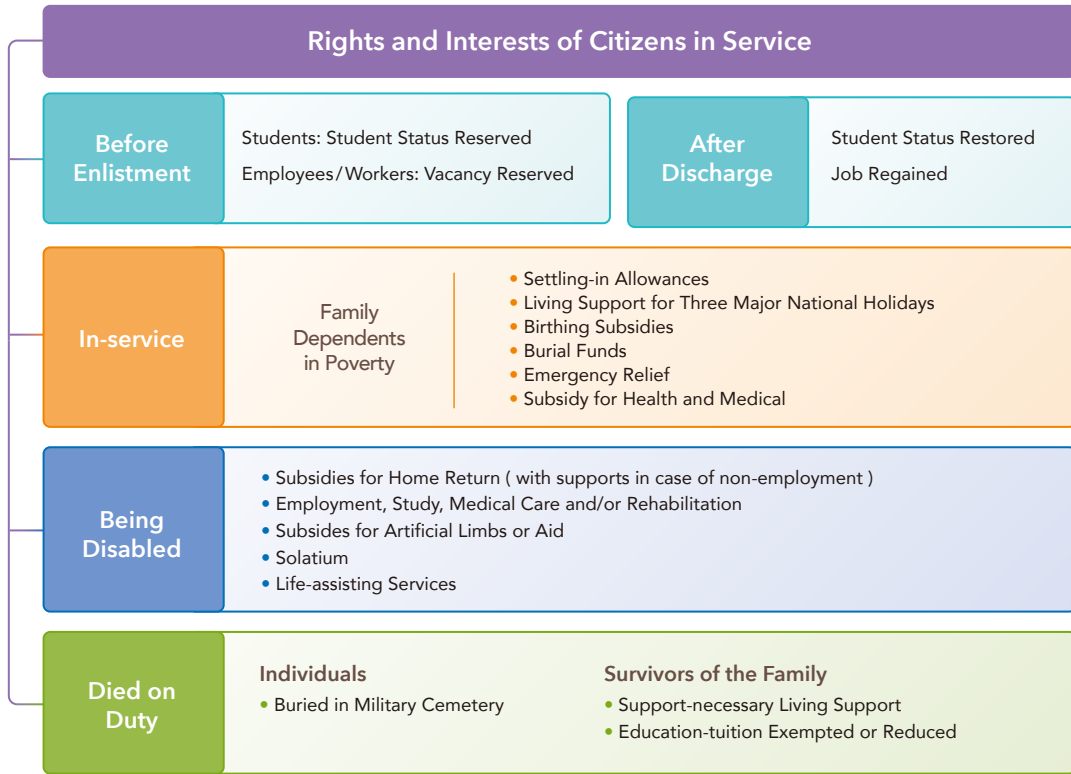 Rights and Interests of Citizens in Service
Before
Enlistment
Students: Student Status Reserved
Employees/Workers: Vacancy Reserved
After
Discharge
Student Status Restored
Job Regained
In-service
Family
Dependents
in Poverty
• Settling-in Allowances
• Living Support for Three Major National Holidays
• Birthing Subsidies
• Burial Funds
• Emergency Relief
• Subsidy for Health and Medical
Being
Disabled
• Subsidies for Home Return ( with supports in case of non-employment )
• Employment, Study, Medical Care and/or Rehabilitation
• Subsides for Artificial Limbs or Aid
• Solatium
• Life-assisting Services
Died on
Duty
Individuals
• Buried in Military Cemetery
Survivors of the Family
• Support-necessary Living Support
• Education-tuition Exempted or Reduced